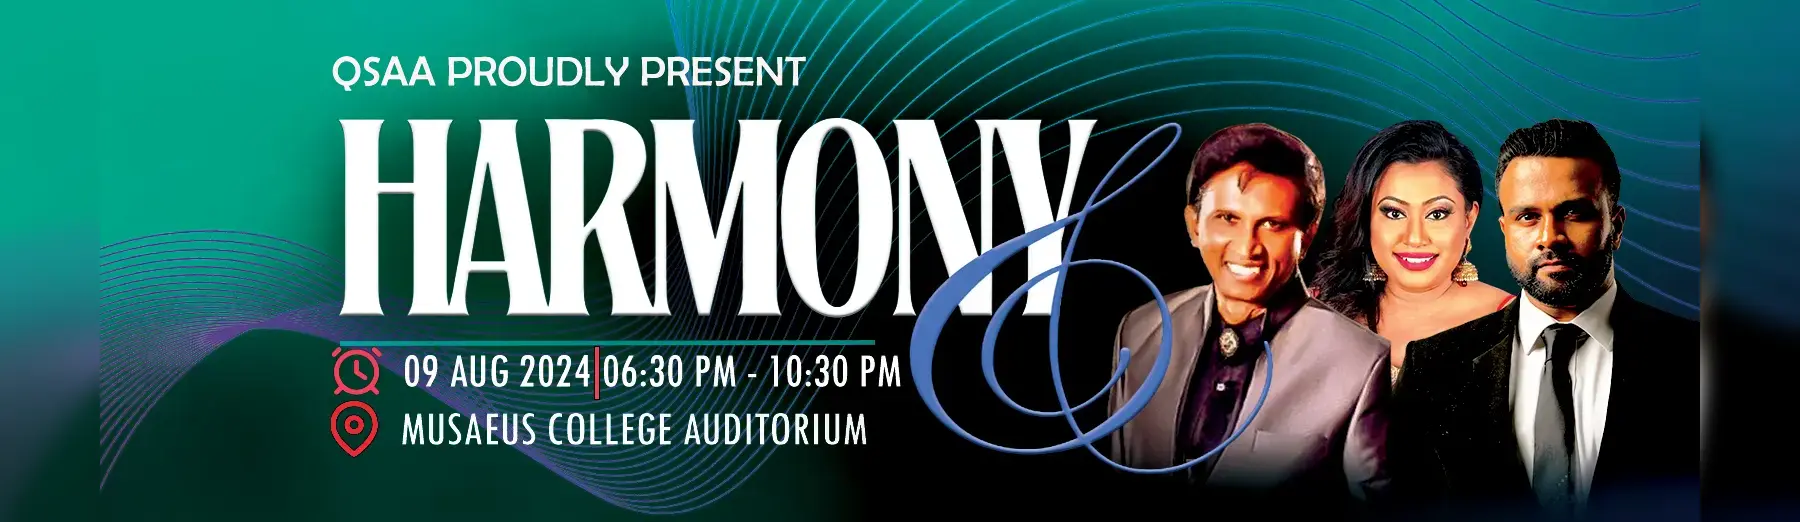 QSAA PROUDLY PRESENT
HARMONY &
09 AUG 2024|06:30 PM - 10:30 PM
MUSAEUS COLLEGE AUDITORIUM